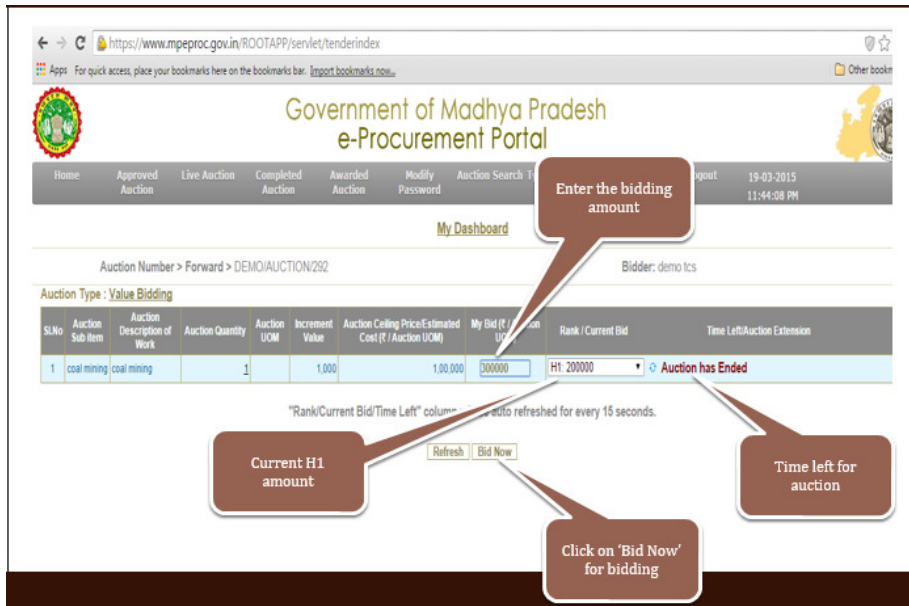 https://www.mpeproc.gov.in/ROOTAPP/servlet/tenderindex
Apps For quick access, place your bookmarks here on the bookmarks bar. Import bookmarks now...
Other bookm
Government of Madhya Pradesh
e-Procurement Portal
Home Approved Auction Live Auction Completed Auction Awarded Auction Modify Password Auction Search Logout 19-03-2015 11:44:08 PM
Enter the bidding
amount
My Dashboard
Auction Number > Forward > DEMO/AUCTION/292 Bidder: demo tcs
Auction Type : Value Bidding
Sl.No Auction Sub Item Auction Description of Work Auction Quantity Auction UOM Increment Value Auction Ceiling Price/Estimated Cost (₹ / Auction UOM) My Bid (₹ / Auction Rank / Current Bid Time Left/Auction Extension
1 coal mining coal mining 1 1,000 1,00,000 300000 H1: 200000 Auction has Ended
"Rank/Current Bid/Time Left" column auto refreshed for every 15 seconds.
Refresh Bid Now
Current H1
amount
Time left for
auction
Click on 'Bid Now'
for bidding